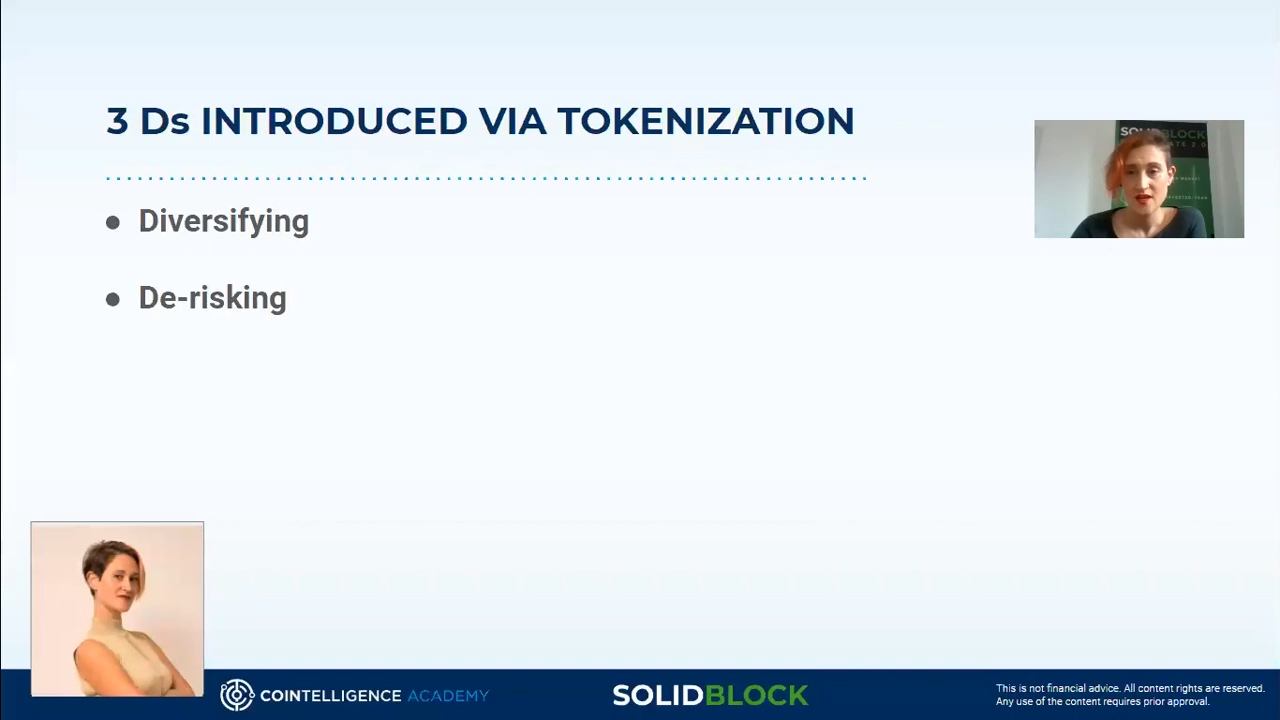 3 Ds INTRODUCED VIA TOKENIZATION
SOLIDBLOCK
• Diversifying
• De-risking
COINTELLIGENCE ACADEMY
SOLIDBLOCK
This is not financial advice. All content rights are reserved.
Any use of the content requires prior approval.